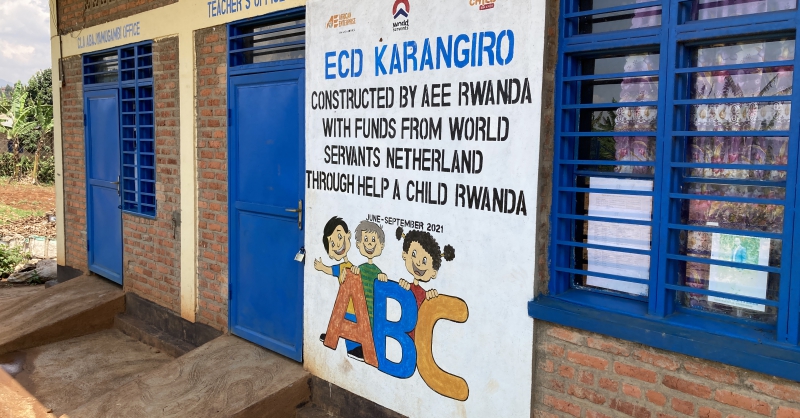 TEACHER'S OFFICE
ECD KARANGIRO
CONSTRUCTED BY AEE RWANDA
WITH FUNDS FROM WORLD
SERVANTS NETHERLAND
THROUGH HELP A CHILD RWANDA
JUNE-SEPTEMBER 2021
ABC